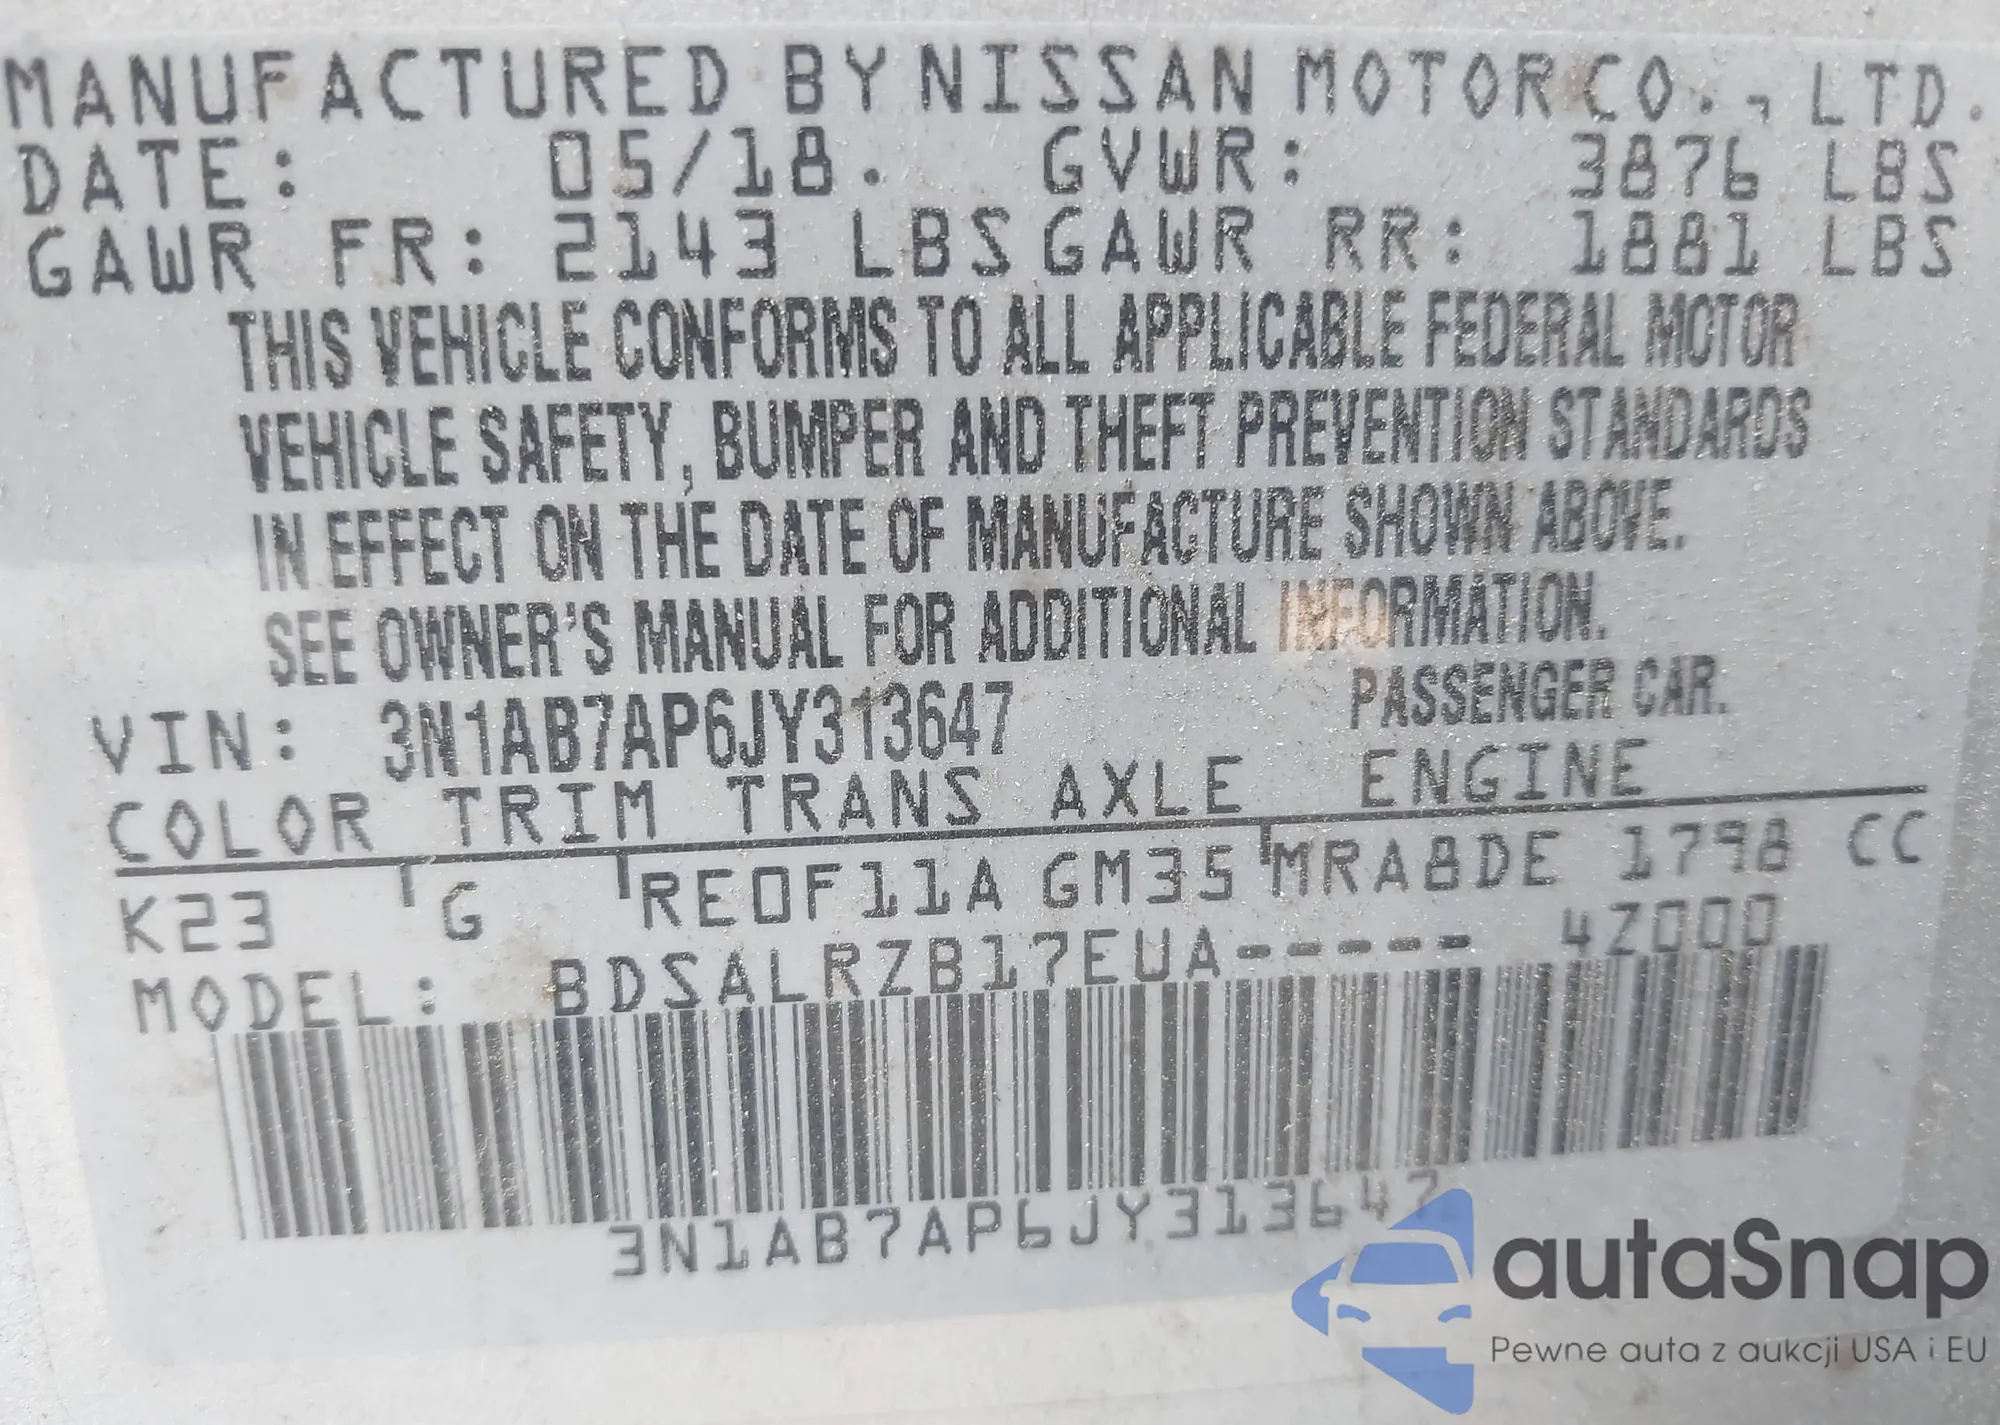 MANUFACTURED BY NISSAN MOTOR CO., LTD.
DATE: 05/18. GVWR: 3876 LBS
GAWR FR: 2143 LBS GAWR RR: 1881 LBS
THIS VEHICLE CONFORMS TO ALL APPLICABLE FEDERAL MOTOR
VEHICLE SAFETY, BUMPER AND THEFT PREVENTION STANDARDS
IN EFFECT ON THE DATE OF MANUFACTURE SHOWN ABOVE.
SEE OWNER'S MANUAL FOR ADDITIONAL INFORMATION.
VIN: 3N1AB7AP6JY313647 PASSENGER CAR.
COLOR TRIM TRANS AXLE ENGINE
K23 G RE0F11A GM35 MRA8DE 1798 CC
MODEL: BDSALRZB17EUA----- 4Z000
3N1AB7AP6JY313647
autaSnap
Pewne auta z aukcji USA i EU